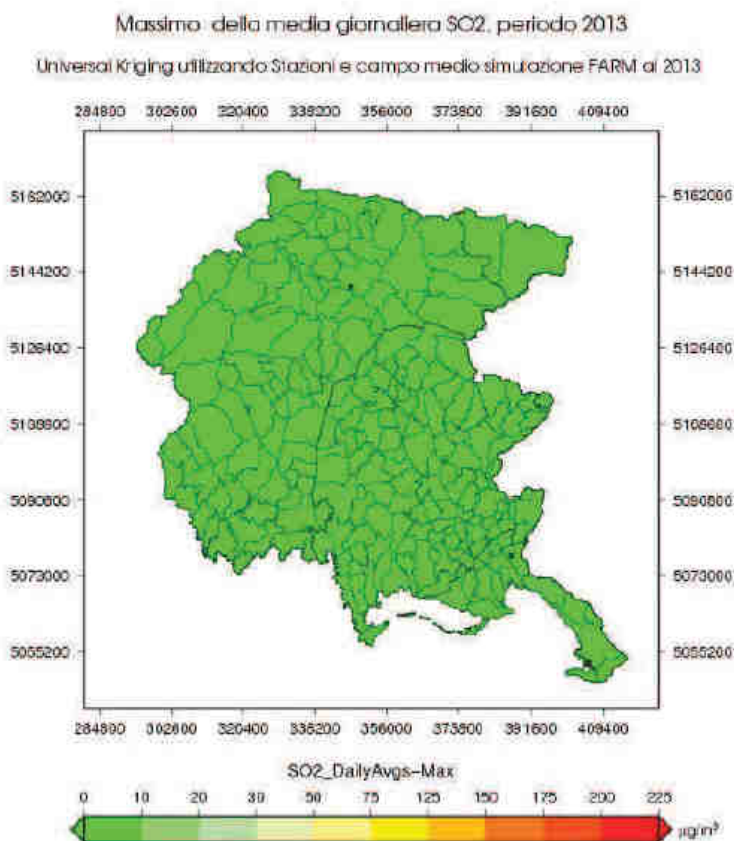 Massimo della media giornaliera SO2, periodo 2013
Universal Kriging utilizzando Stazioni e campo medio simulazione FARM al 2013
284800 302600 320400 338200 356000 373800 391600 409400
5162000 5162000
5144200 5144200
5126400 5126400
5108600 5108600
5090800 5090800
5073000 5073000
5055200 5055200
284800 302600 320400 338200 356000 373800 391600 409400
SO2_DailyAvgs-Max
0 10 20 30 50 75 125 150 175 200 225
µg/m³